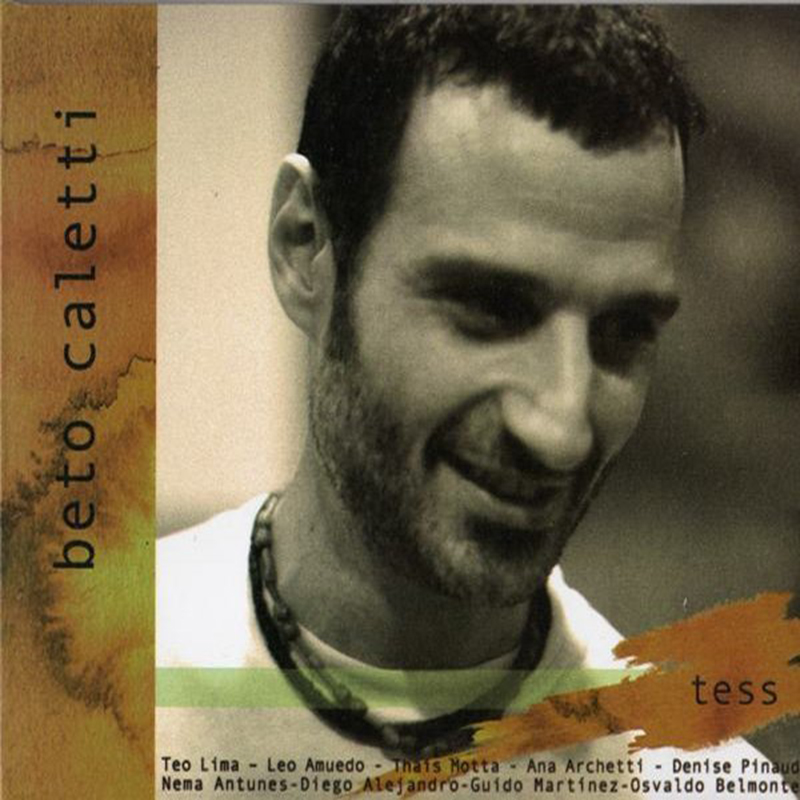 beto caletti
tess
Teo Lima - Leo Amuedo - Thais Motta - Ana Archetti - Denise Pinaud
Nema Antunes-Diego Alejandro-Guido Martínez-Osvaldo Belmonte